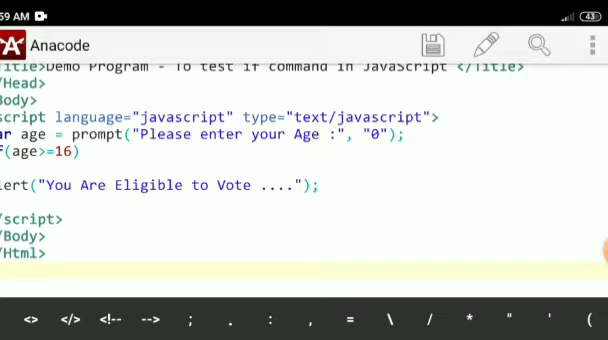 59 AM 43
Anacode
itle>Demo Program - To test if command in JavaScript </Title>
/Head>
Body>
script language="javascript" type="text/javascript">
ar age = prompt("Please enter your Age :", "0");
f(age>=16)
lert("You Are Eligible to Vote ....");
/script>
/Body>
/Html>
<> </> <!-- --> ; . : , = \ / * " ' (